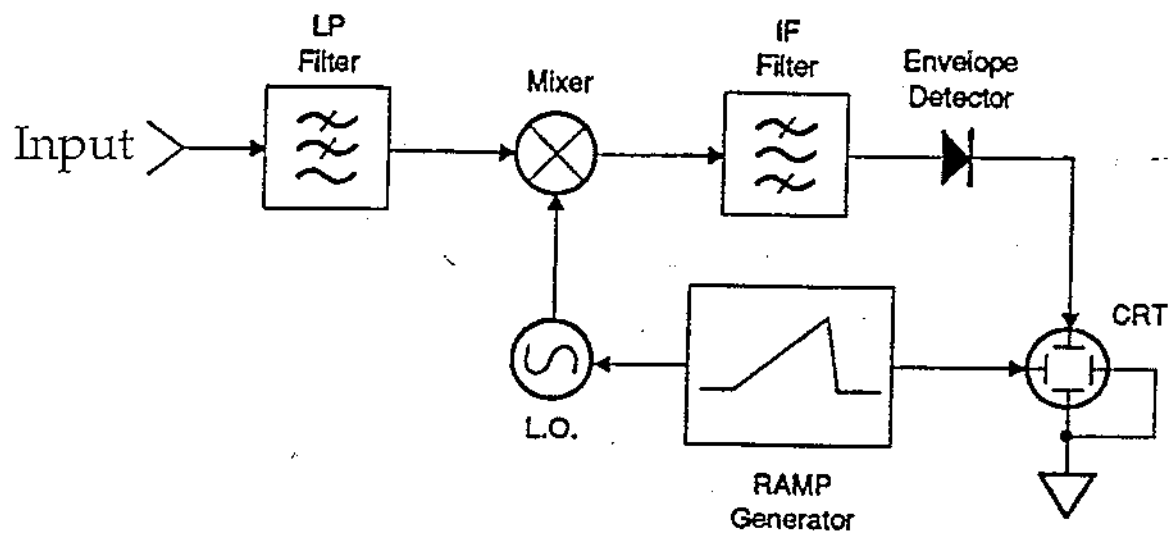 LP
Filter
Mixer
IF
Filter
Envelope
Detector
Input
CRT
L.O.
RAMP
Generator